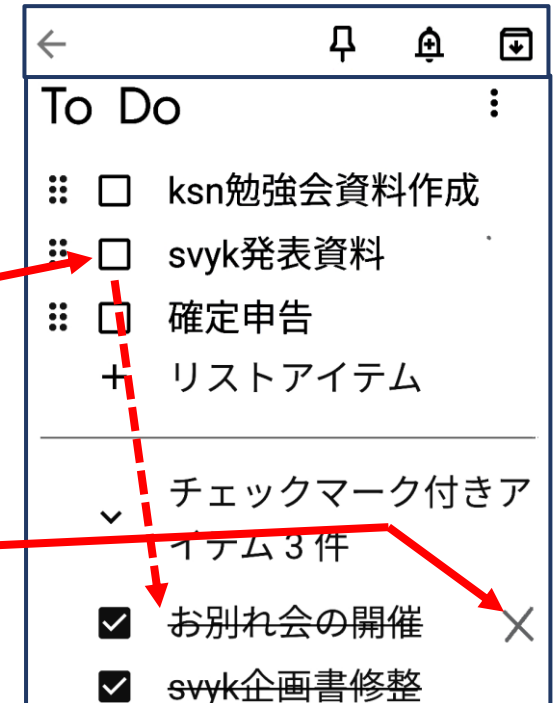 To Do
ksn勉強会資料作成
svyk発表資料
確定申告
リストアイテム
チェックマーク付きア
イテム 3 件
お別れ会の開催
svyk企画書修整